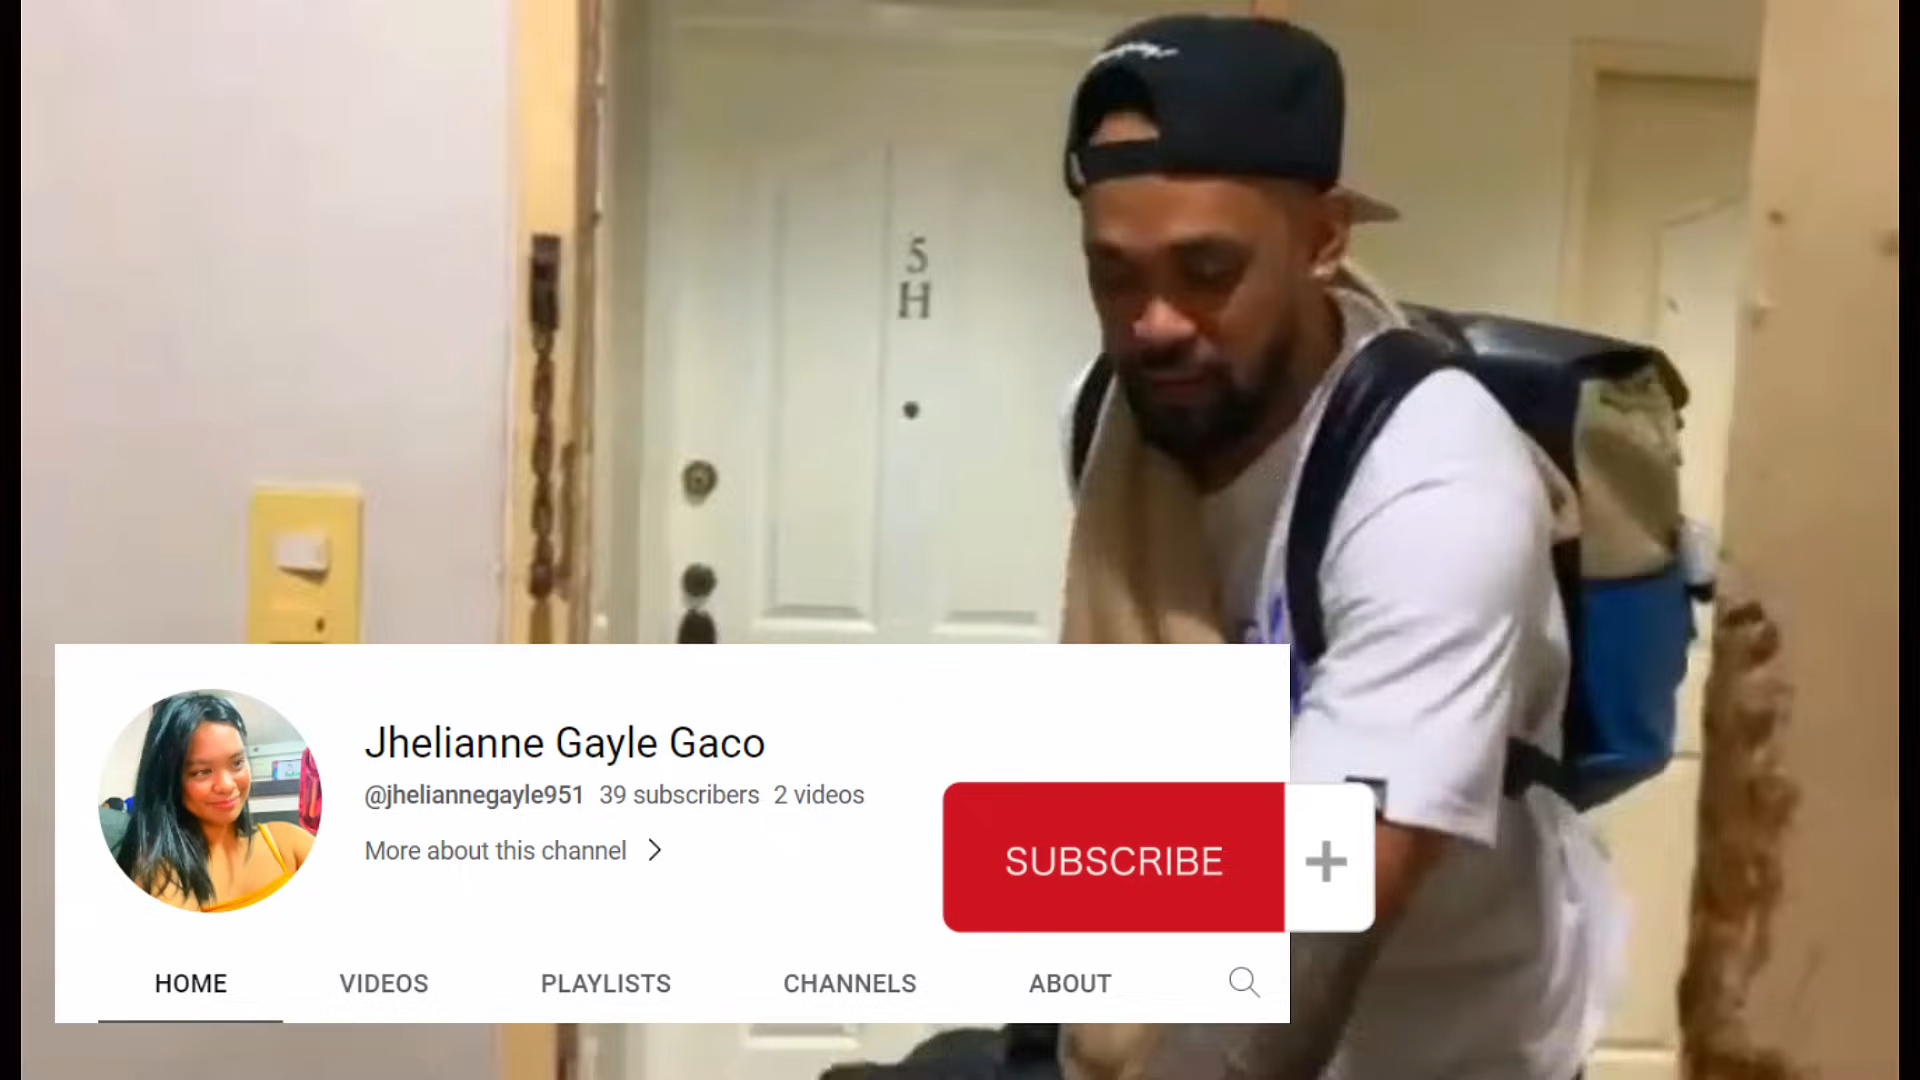 5
H
Jhelianne Gayle Gaco
@jheliannegayle951 39 subscribers 2 videos
More about this channel >
SUBSCRIBE +
HOME VIDEOS PLAYLISTS CHANNELS ABOUT